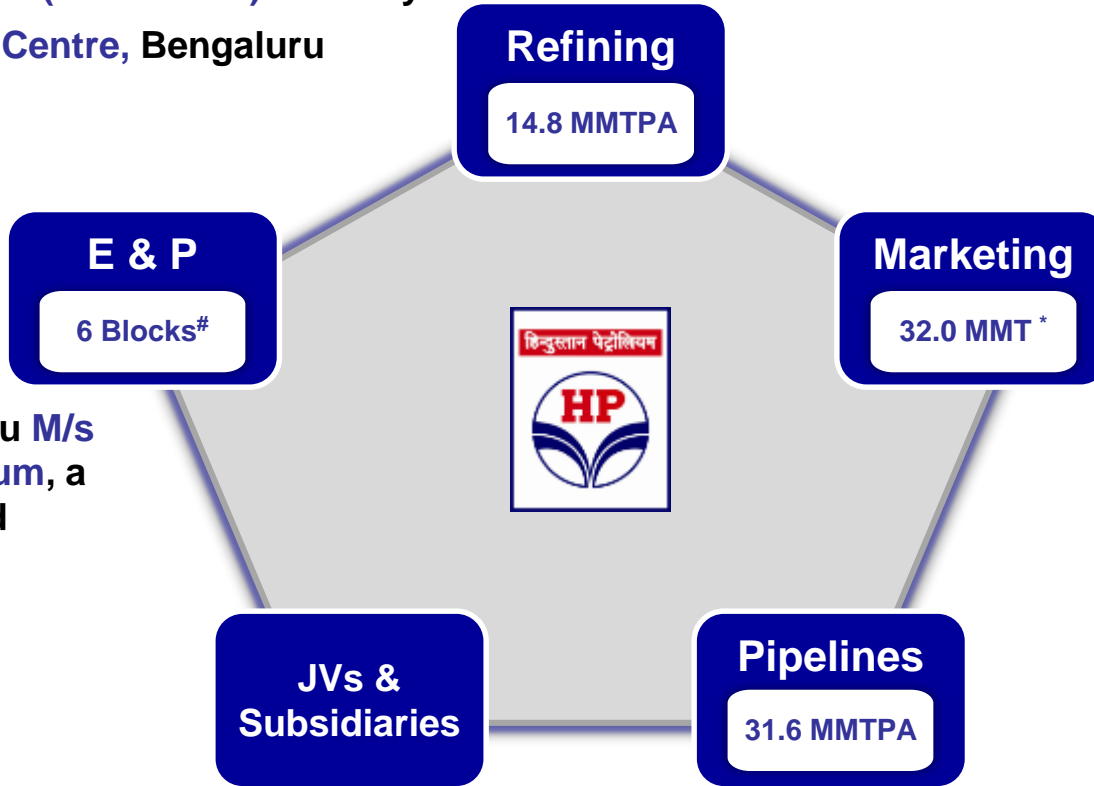 Centre, Bengaluru
Refining
14.8 MMTPA
E & P
6 Blocks#
Marketing
32.0 MMT *
हिन्दुस्तान पेट्रोलियम
HP
M/s
, a
JVs &
Subsidiaries
Pipelines
31.6 MMTPA